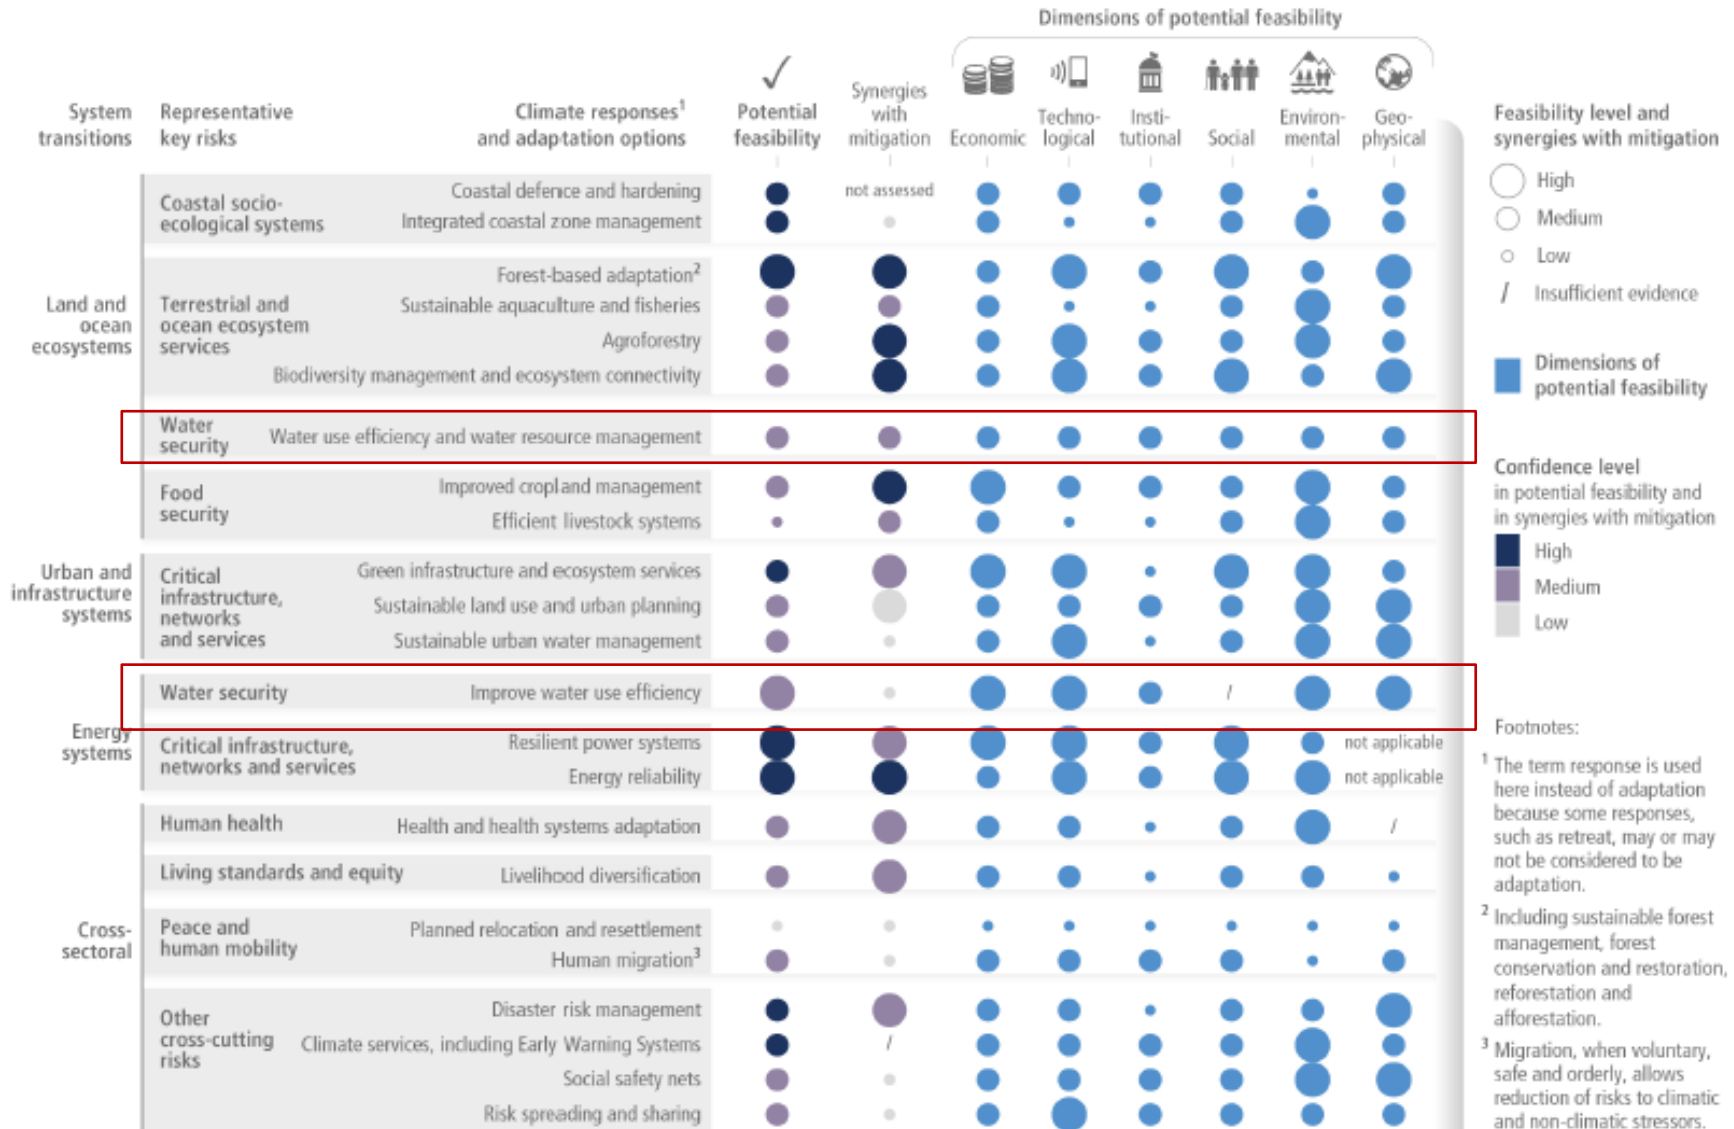 Dimensions of potential feasibility
System transitions
Representative key risks
Climate responses1 and adaptation options
Potential feasibility
Synergies with mitigation
Economic
Techno-logical
Insti-tutional
Social
Environ-mental
Geo-physical
Land and ocean ecosystems
Coastal socio-ecological systems
Coastal defence and hardening
not assessed
Integrated coastal zone management
Terrestrial and ocean ecosystem services
Forest-based adaptation2
Sustainable aquaculture and fisheries
Agroforestry
Biodiversity management and ecosystem connectivity
Water security
Water use efficiency and water resource management
Food security
Improved cropland management
Efficient livestock systems
Urban and infrastructure systems
Critical infrastructure, networks and services
Green infrastructure and ecosystem services
Sustainable land use and urban planning
Sustainable urban water management
Energy systems
Water security
Improve water use efficiency
/
Critical infrastructure, networks and services
Resilient power systems
not applicable
Energy reliability
not applicable
Cross-sectoral
Human health
Health and health systems adaptation
/
Living standards and equity
Livelihood diversification
Peace and human mobility
Planned relocation and resettlement
Human migration3
Other cross-cutting risks
Disaster risk management
Climate services, including Early Warning Systems
/
Social safety nets
Risk spreading and sharing
Feasibility level and
synergies with mitigation
High
Medium
Low
/ Insufficient evidence
Dimensions of
potential feasibility
Confidence level
in potential feasibility and
in synergies with mitigation
High
Medium
Low
Footnotes:
1 The term response is used
here instead of adaptation
because some responses,
such as retreat, may or may
not be considered to be
adaptation.
2 Including sustainable forest
management, forest
conservation and restoration,
reforestation and
afforestation.
3 Migration, when voluntary,
safe and orderly, allows
reduction of risks to climatic
and non-climatic stressors.